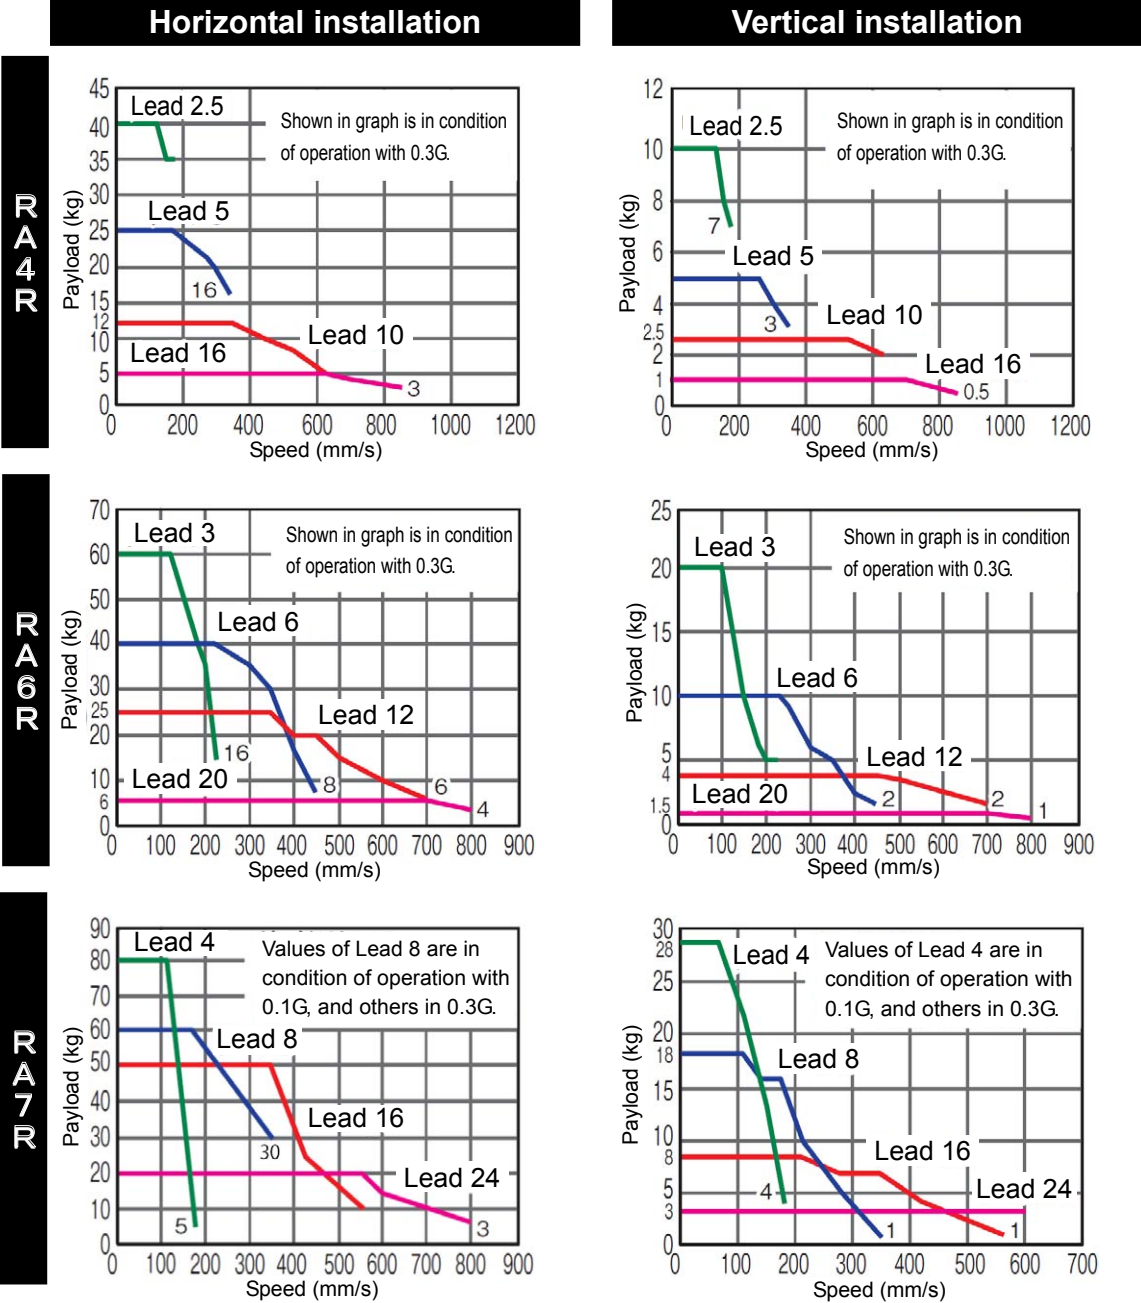 Horizontal installation
Vertical installation
RA4R
45
40
35
30
25
20
15
12
10
5
0
Payload (kg)
Lead 2.5
Shown in graph is in condition
of operation with 0.3G.
Lead 5
16
Lead 10
Lead 16
3
0 200 400 600 800 1000 1200
Speed (mm/s)
12
10
8
6
4
2.5
2
1
0
Payload (kg)
Lead 2.5
Shown in graph is in condition
of operation with 0.3G.
7
Lead 5
3
Lead 10
Lead 16
0.5
0 200 400 600 800 1000 1200
Speed (mm/s)
RA6R
70
60
50
40
30
25
20
10
6
0
Payload (kg)
Lead 3
Shown in graph is in condition
of operation with 0.3G.
Lead 6
Lead 12
16
Lead 20
8
6
4
0 100 200 300 400 500 600 700 800 900
Speed (mm/s)
25
20
15
10
5
4
1.5
0
Payload (kg)
Lead 3
Shown in graph is in condition
of operation with 0.3G.
Lead 6
Lead 12
Lead 20
2
2
1
0 100 200 300 400 500 600 700 800 900
Speed (mm/s)
RA7R
90
80
70
60
50
40
30
20
10
0
Payload (kg)
Lead 4
Values of Lead 8 are in
condition of operation with
0.1G, and others in 0.3G.
Lead 8
Lead 16
30
Lead 24
5
3
0 100 200 300 400 500 600 700 800 900
Speed (mm/s)
30
28
25
20
18
15
10
8
5
3
0
Payload (kg)
Lead 4
Values of Lead 4 are in
condition of operation with
0.1G, and others in 0.3G.
Lead 8
Lead 16
Lead 24
4
1
1
0 100 200 300 400 500 600 700
Speed (mm/s)